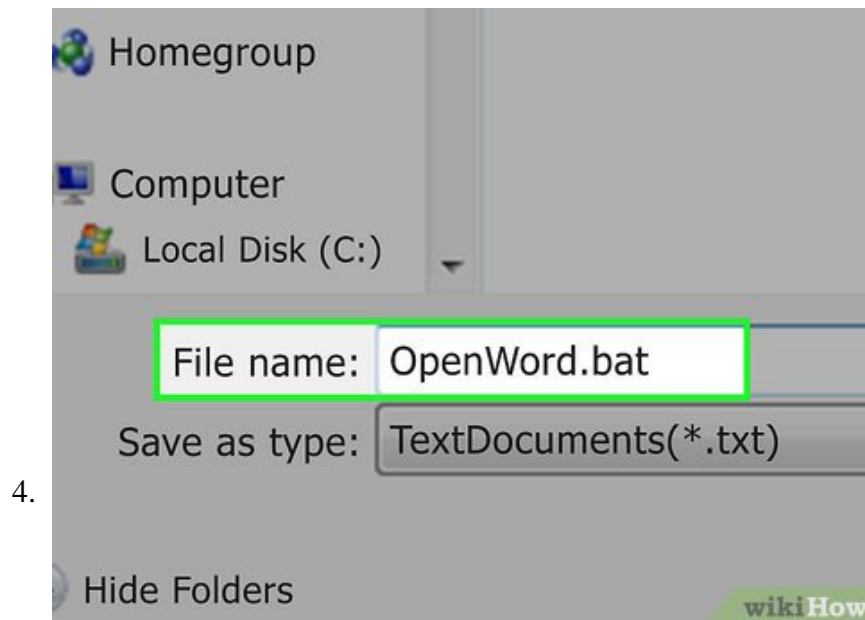 Homegroup
Computer
Local Disk (C:)
File name: OpenWord.bat
Save as type: TextDocuments(*.txt)
4.
Hide Folders
wikiHow